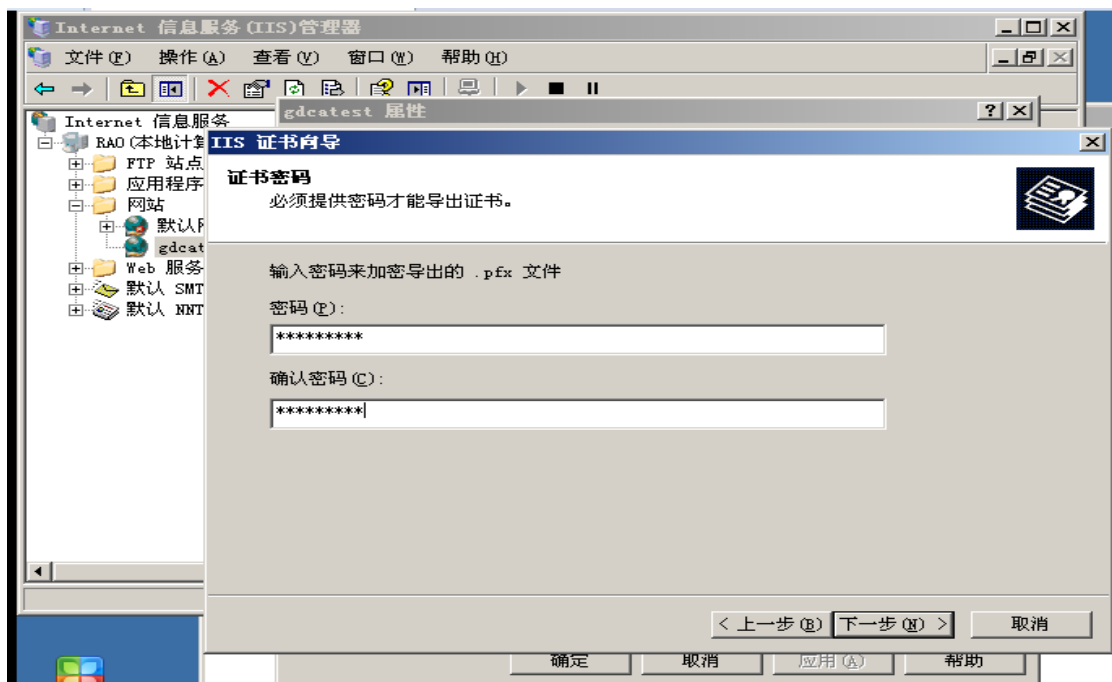 Internet 信息服务(IIS)管理器
文件(F) 操作(A) 查看(V) 窗口(W) 帮助(H)
gdcatest 属性
Internet 信息服务
RAO(本地计算
FTP 站点
应用程序
网站
默认
gdcat
Web 服务
默认 SMT
默认 NNT
IIS 证书向导
证书密码
必须提供密码才能导出证书。
输入密码来加密导出的 .pfx 文件
密码(P):
*********
确认密码(C):
*********
< 上一步(B) 下一步(N) > 取消
确定 取消 应用(A) 帮助